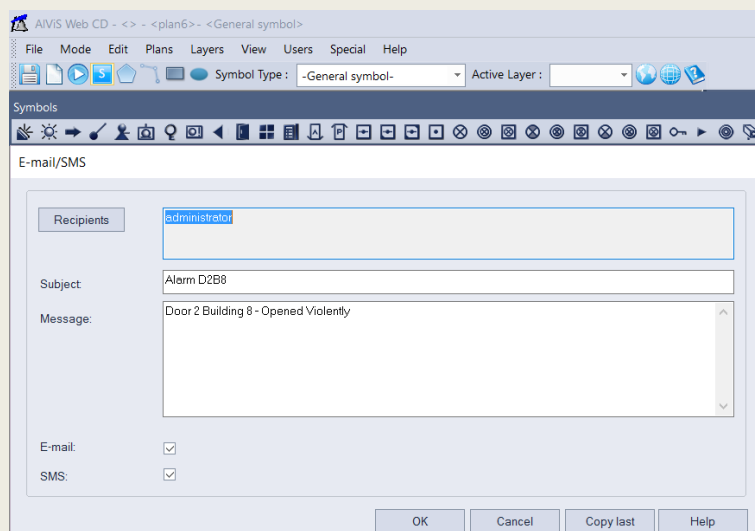 AlViS Web CD - <> - <plan6>- <General symbol>
File Mode Edit Plans Layers View Users Special Help
S Symbol Type : -General symbol- Active Layer :
Symbols
E-mail/SMS
Recipients administrator
Subject: Alarm D2B8
Message: Door 2 Building 8 - Opened Violently
E-mail:
SMS:
OK Cancel Copy last Help